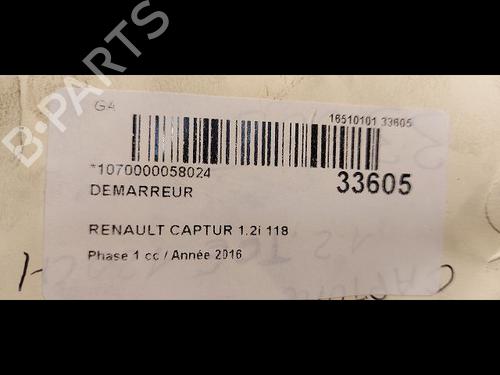 B-PARTS
G4
16510101 33605
*1070000058024
33605
DEMARREUR
RENAULT CAPTUR 1.2i 118
Phase 1 cc / Année 2016